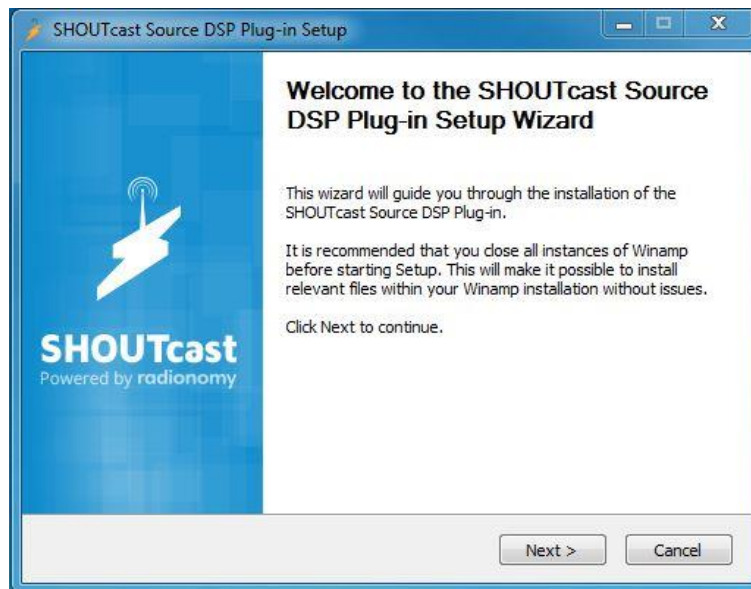 SHOUTcast Source DSP Plug-in Setup
Welcome to the SHOUTcast Source
DSP Plug-in Setup Wizard
This wizard will guide you through the installation of the
SHOUTcast Source DSP Plug-in.
It is recommended that you close all instances of Winamp
before starting Setup. This will make it possible to install
relevant files within your Winamp installation without issues.
Click Next to continue.
SHOUTcast
Powered by radionomy
Next >
Cancel